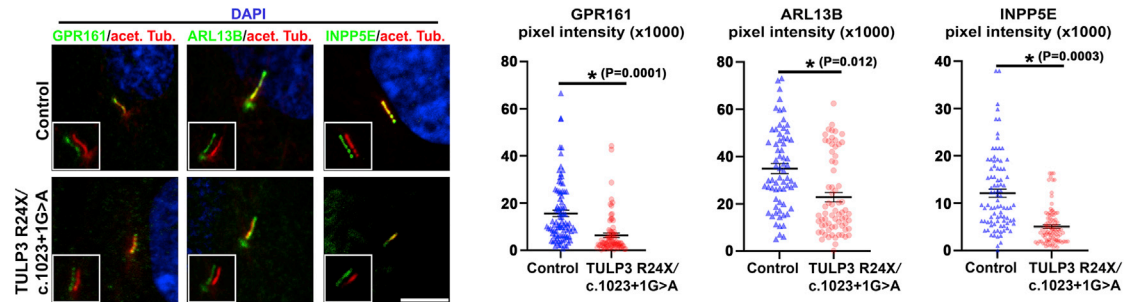 DAPI
GPR161/acet. Tub.
ARL13B/acet. Tub.
INPP5E/acet. Tub.
Control
TULP3 R24X/
c.1023+1G>A
GPR161
pixel intensity (x1000)
* (P=0.0001)
80
60
40
20
0
Control
TULP3 R24X/
c.1023+1G>A
ARL13B
pixel intensity (x1000)
* (P=0.012)
80
60
40
20
0
Control
TULP3 R24X/
c.1023+1G>A
INPP5E
pixel intensity (x1000)
* (P=0.0003)
40
30
20
10
0
Control
TULP3 R24X/
c.1023+1G>A